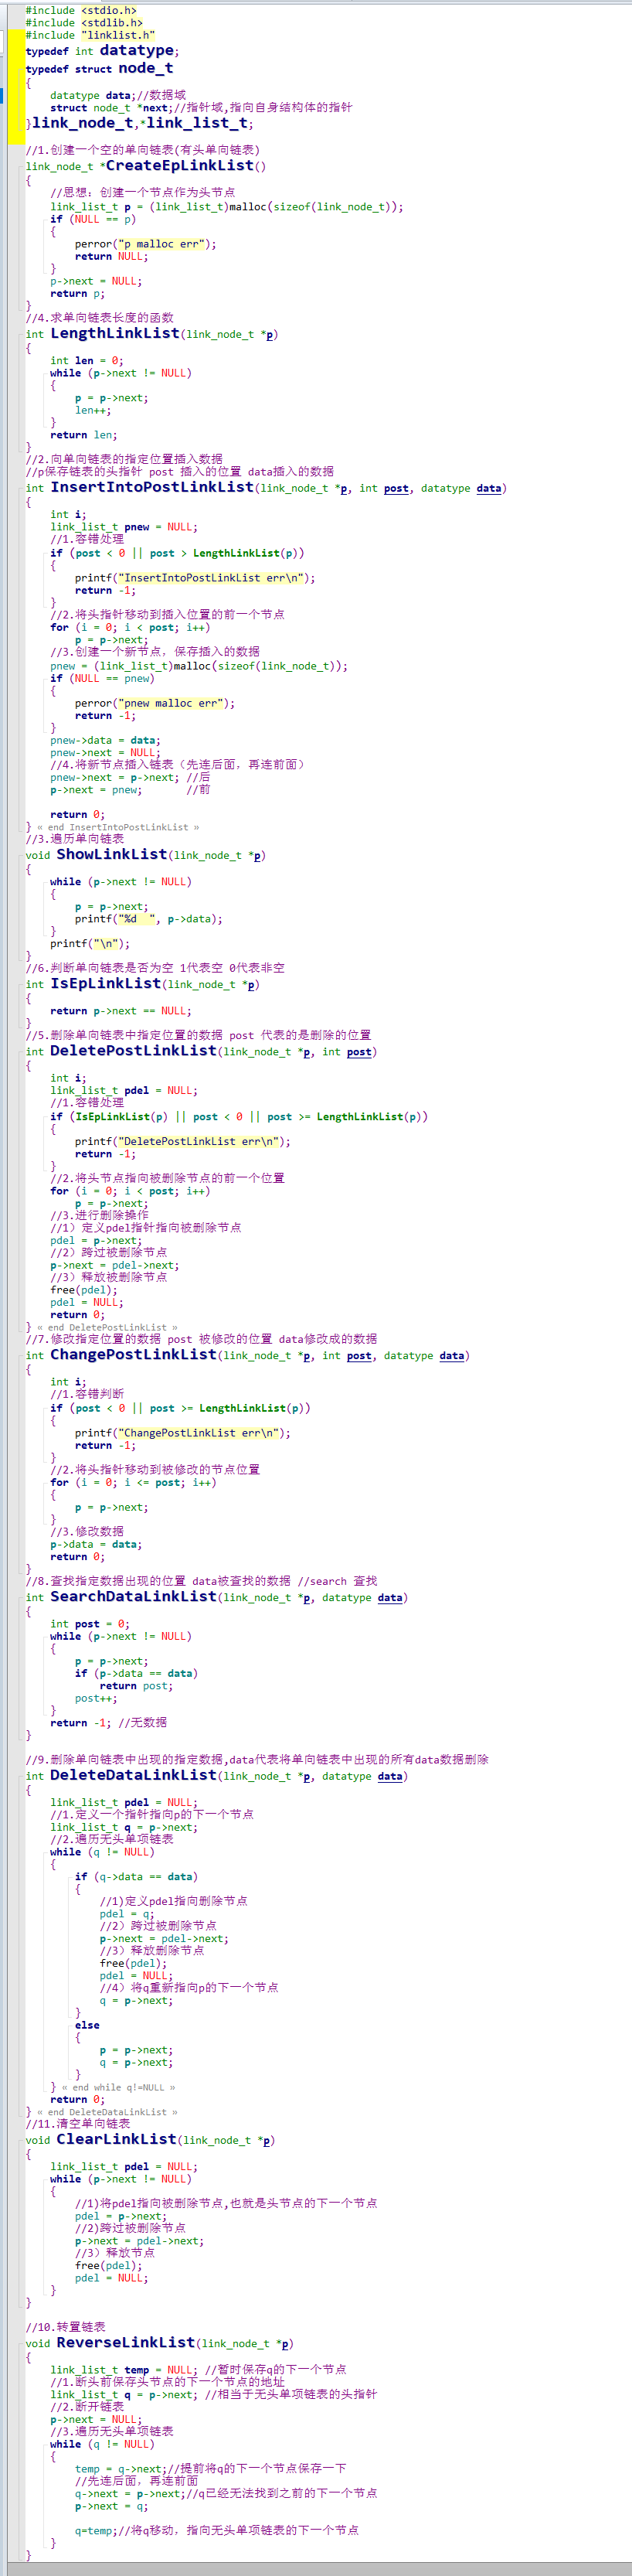 #include <stdio.h>
#include <stdlib.h>
#include "linklist.h"
typedef int datatype;
typedef struct node_t
{
    datatype data;//数据域
    struct node_t *next;//指针域,指向自身结构体的指针
}link_node_t,*link_list_t;

//1.创建一个空的单向链表(有头单向链表)
link_node_t *CreateEpLinkList()
{
    //思想: 创建一个节点作为头节点
    link_list_t p = (link_list_t)malloc(sizeof(link_node_t));
    if (NULL == p)
    {
        perror("p malloc err");
        return NULL;
    }
    p->next = NULL;
    return p;
}
//4.求单向链表长度的函数
int LengthLinkList(link_node_t *p)
{
    int len = 0;
    while (p->next != NULL)
    {
        p = p->next;
        len++;
    }
    return len;
}
//2.向单向链表的指定位置插入数据
//p保存链表的头指针 post 插入的位置 data插入的数据
int InsertIntoPostLinkList(link_node_t *p, int post, datatype data)
{
    int i;
    link_list_t pnew = NULL;
    //1.容错处理
    if (post < 0 || post > LengthLinkList(p))
    {
        printf("InsertIntoPostLinkList err\n");
        return -1;
    }
    //2.将头指针移动到插入位置的前一个节点
    for (i = 0; i < post; i++)
        p = p->next;
    //3.创建一个新节点，保存插入的数据
    pnew = (link_list_t)malloc(sizeof(link_node_t));
    if (NULL == pnew)
    {
        perror("pnew malloc err");
        return -1;
    }
    pnew->data = data;
    pnew->next = NULL;
    //4.将新节点插入链表（先连后面，再连前面）
    pnew->next = p->next; //后
    p->next = pnew;       //前

    return 0;
} « end InsertIntoPostLinkList »
//3.遍历单向链表
void ShowLinkList(link_node_t *p)
{
    while (p->next != NULL)
    {
        p = p->next;
        printf("%d  ", p->data);
    }
    printf("\n");
}
//6.判断单向链表是否为空 1代表空 0代表非空
int IsEpLinkList(link_node_t *p)
{
    return p->next == NULL;
}
//5.删除单向链表中指定位置的数据 post 代表的是删除的位置
int DeletePostLinkList(link_node_t *p, int post)
{
    int i;
    link_list_t pdel = NULL;
    //1.容错处理
    if (IsEpLinkList(p) || post < 0 || post >= LengthLinkList(p))
    {
        printf("DeletePostLinkList err\n");
        return -1;
    }
    //2.将头节点指向被删除节点的前一个位置
    for (i = 0; i < post; i++)
        p = p->next;
    //3.进行删除操作
    //1）定义pdel指针指向被删除节点
    pdel = p->next;
    //2）跨过被删除节点
    p->next = pdel->next;
    //3）释放被删除节点
    free(pdel);
    pdel = NULL;
    return 0;
} « end DeletePostLinkList »
//7.修改指定位置的数据 post 被修改的位置 data修改成的数据
int ChangePostLinkList(link_node_t *p, int post, datatype data)
{
    int i;
    //1.容错判断
    if (post < 0 || post >= LengthLinkList(p))
    {
        printf("ChangePostLinkList err\n");
        return -1;
    }
    //2.将头指针移动到被修改的节点位置
    for (i = 0; i <= post; i++)
    {
        p = p->next;
    }
    //3.修改数据
    p->data = data;
    return 0;
}
//8.查找指定数据出现的位置 data被查找的数据 //search 查找
int SearchDataLinkList(link_node_t *p, datatype data)
{
    int post = 0;
    while (p->next != NULL)
    {
        p = p->next;
        if (p->data == data)
            return post;
        post++;
    }
    return -1; //无数据
}

//9.删除单向链表中出现的指定数据,data代表将单向链表中出现的所有data数据删除
int DeleteDataLinkList(link_node_t *p, datatype data)
{
    link_list_t pdel = NULL;
    //1.定义一个指针指向p的下一个节点
    link_list_t q = p->next;
    //2.遍历无头单项链表
    while (q != NULL)
    {
        if (q->data == data)
        {
            //1)定义pdel指向删除节点
            pdel = q;
            //2）跨过被删除节点
            p->next = pdel->next;
            //3）释放删除节点
            free(pdel);
            pdel = NULL;
            //4）将q重新指向p的下一个节点
            q = p->next;
        }
        else
        {
            p = p->next;
            q = p->next;
        }
    } « end while q!=NULL »
    return 0;
} « end DeleteDataLinkList »
//11.清空单向链表
void ClearLinkList(link_node_t *p)
{
    link_list_t pdel = NULL;
    while (p->next != NULL)
    {
        //1)将pdel指向被删除节点,也就是头节点的下一个节点
        pdel = p->next;
        //2)跨过被删除节点
        p->next = pdel->next;
        //3）释放节点
        free(pdel);
        pdel = NULL;
    }
}

//10.转置链表
void ReverseLinkList(link_node_t *p)
{
    link_list_t temp = NULL; //暂时保存q的下一个节点
    //1.断头前保存头节点的下一个节点的地址
    link_list_t q = p->next; //相当于无头单项链表的头指针
    //2.断开链表
    p->next = NULL;
    //3.遍历无头单项链表
    while (q != NULL)
    {
        temp = q->next;//提前将q的下一个节点保存一下
        //先连后面，再连前面
        q->next = p->next;//q已经无法找到之前的下一个节点
        p->next = q;

        q=temp;//将q移动，指向无头单项链表的下一个节点
    }
}